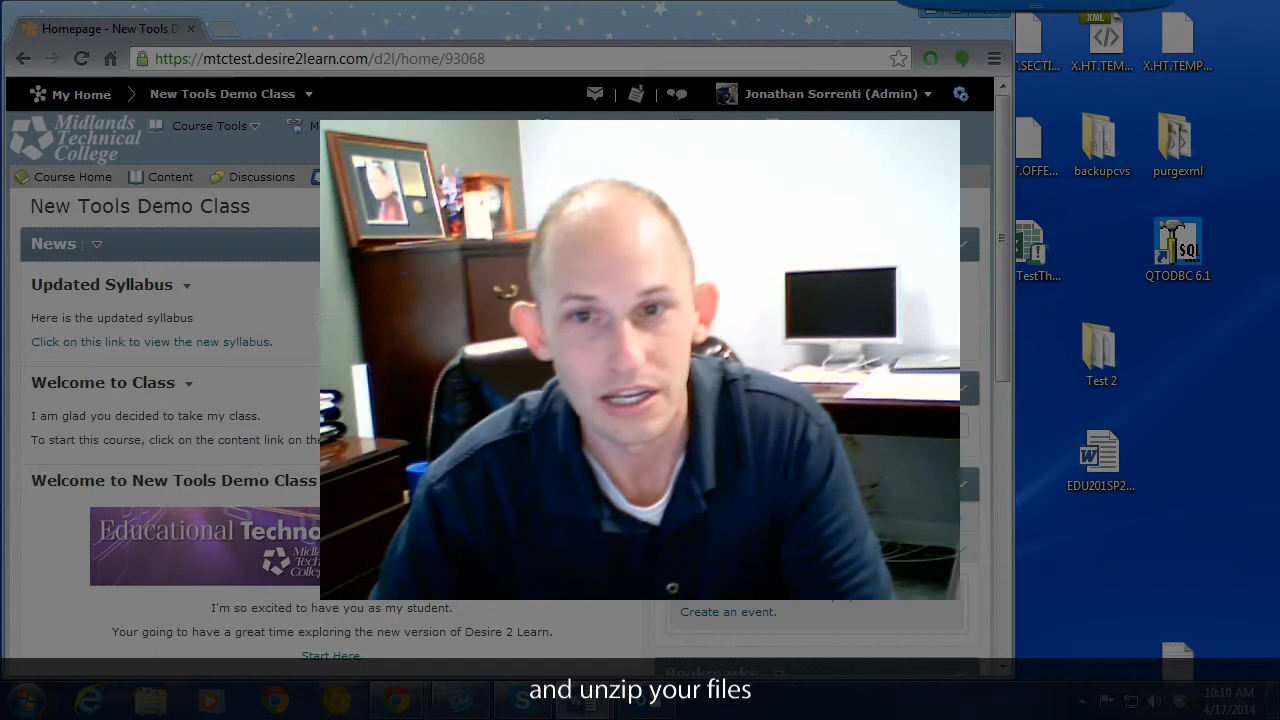 Homepage - New Tools D
https://mtctest.desire2learn.com/d2l/home/93068
My Home
New Tools Demo Class
Jonathan Sorrenti (Admin)
Midlands
Technical
College
Course Tools
M
Course Home
Content
Discussions
New Tools Demo Class
News
Updated Syllabus
Here is the updated syllabus
Click on this link to view the new syllabus.
Welcome to Class
I am glad you decided to take my class.
To start this course, click on the content link on the
Welcome to New Tools Demo Class
Educational Techno
I'm so excited to have you as my student.
Your going to have a great time exploring the new version of Desire 2 Learn.
Start Here.
Create an event.
Bookmarks
XML
T.SECTI...
X.HT.TEM...
X.HT.TEMP...
T.OFFE...
backupcvs
purgexml
TestTh...
SQL
QTODBC 6.1
Test 2
EDU201SP2...
and unzip your files
10:10 AM
4/17/2014